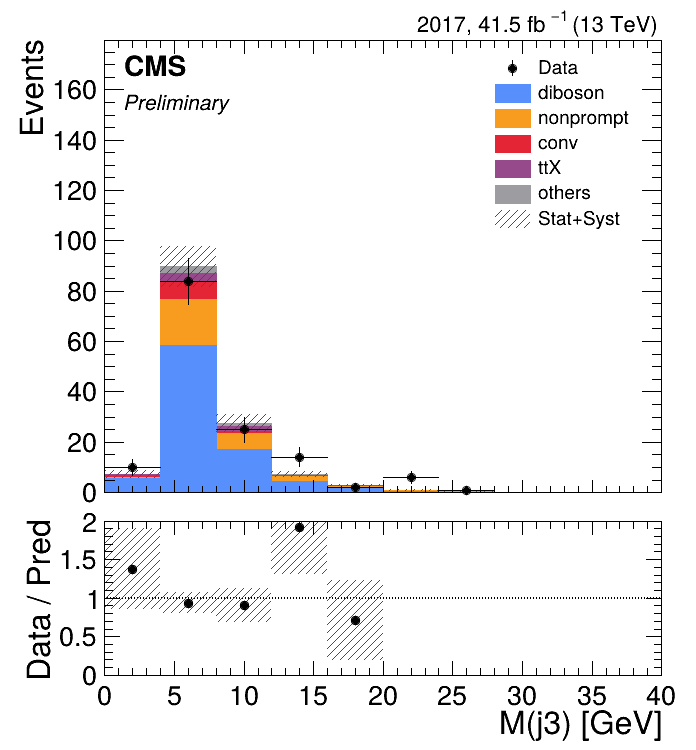 2017, 41.5 fb⁻¹ (13 TeV)
CMS
Preliminary
Events
160
140
120
100
80
60
40
20
0
Data
diboson
nonprompt
conv
ttX
others
Stat+Syst
Data / Pred
2
1.5
1
0.5
0
0 5 10 15 20 25 30 35 40
M(j3) [GeV]